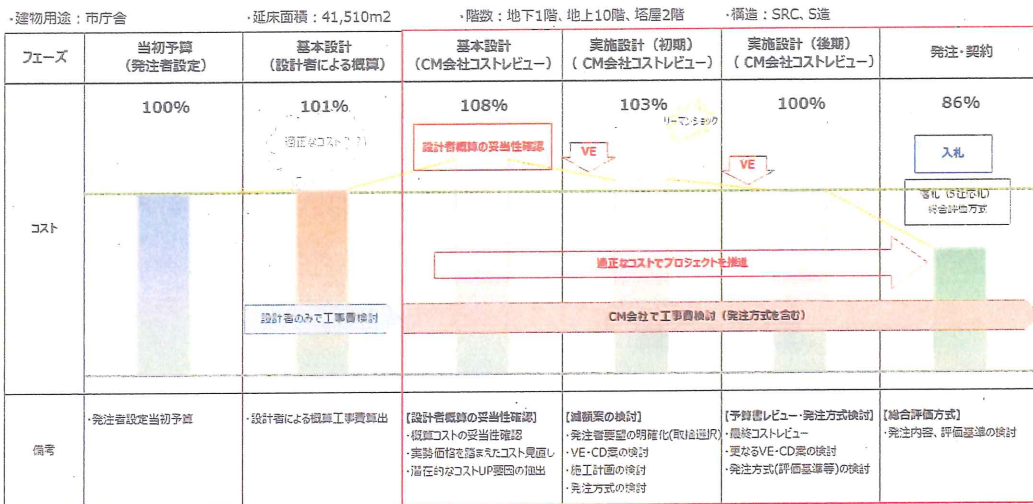 ・建物用途：市庁舎 ・延床面積：41,510m2 ・階数：地下1階、地上10階、塔屋2階 ・構造：SRC、S造
フェーズ
当初予算
(発注者設定)
基本設計
(設計者による概算)
基本設計
(CM会社コストレビュー)
実施設計（初期）
( CM会社コストレビュー)
実施設計（後期）
( CM会社コストレビュー)
発注・契約
コスト
100%
101%
108%
103%
100%
86%
適正なコスト
リーマンショック
設計者概算の妥当性確認
VE
VE
入札
落札（5社応札）
総合評価方式
適正なコストでプロジェクトを推進
設計者のみで工事費検討
CM会社で工事費検討（発注方式を含む）
備考
・発注者設定当初予算
・設計者による概算工事費算出
【設計者概算の妥当性確認】
・概算コストの妥当性確認
・実勢価格を踏まえたコスト見直し
・潜在的なコストUP要因の抽出
【減額案の検討】
・発注者要望の明確化(取捨選択)
・VE・CD案の検討
・施工計画の検討
・発注方式の検討
【予算書レビュー・発注方式検討】
・最終コストレビュー
・更なるVE・CD案の検討
・発注方式(評価基準等)の検討
【総合評価方式】
・発注内容、評価基準の検討